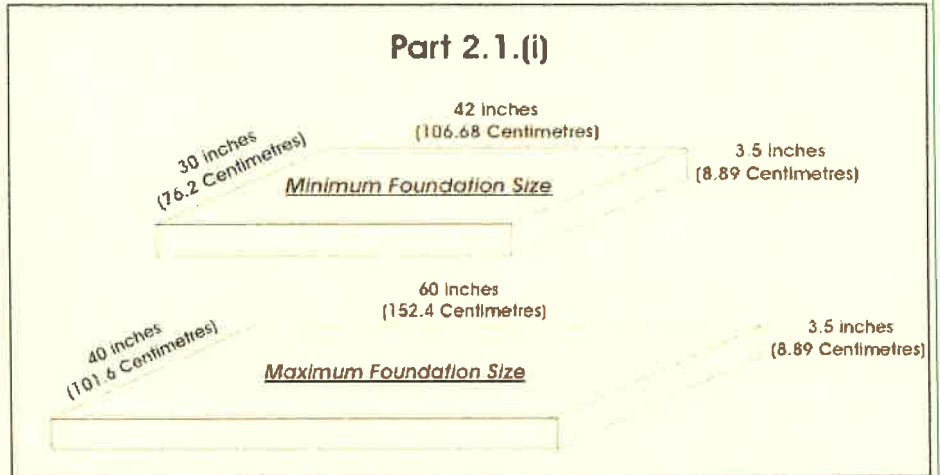 Part 2.1.(i)
42 inches
(106.68 Centimetres)
30 inches
(76.2 Centimetres)
3.5 inches
(8.89 Centimetres)
Minimum Foundation Size
60 inches
(152.4 Centimetres)
40 inches
(101.6 Centimetres)
3.5 inches
(8.89 Centimetres)
Maximum Foundation Size